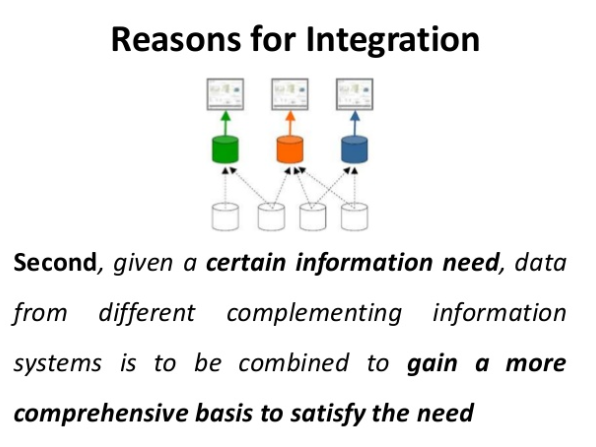 Reasons for Integration
Second, given a certain information need, data
from different complementing information
systems is to be combined to gain a more
comprehensive basis to satisfy the need